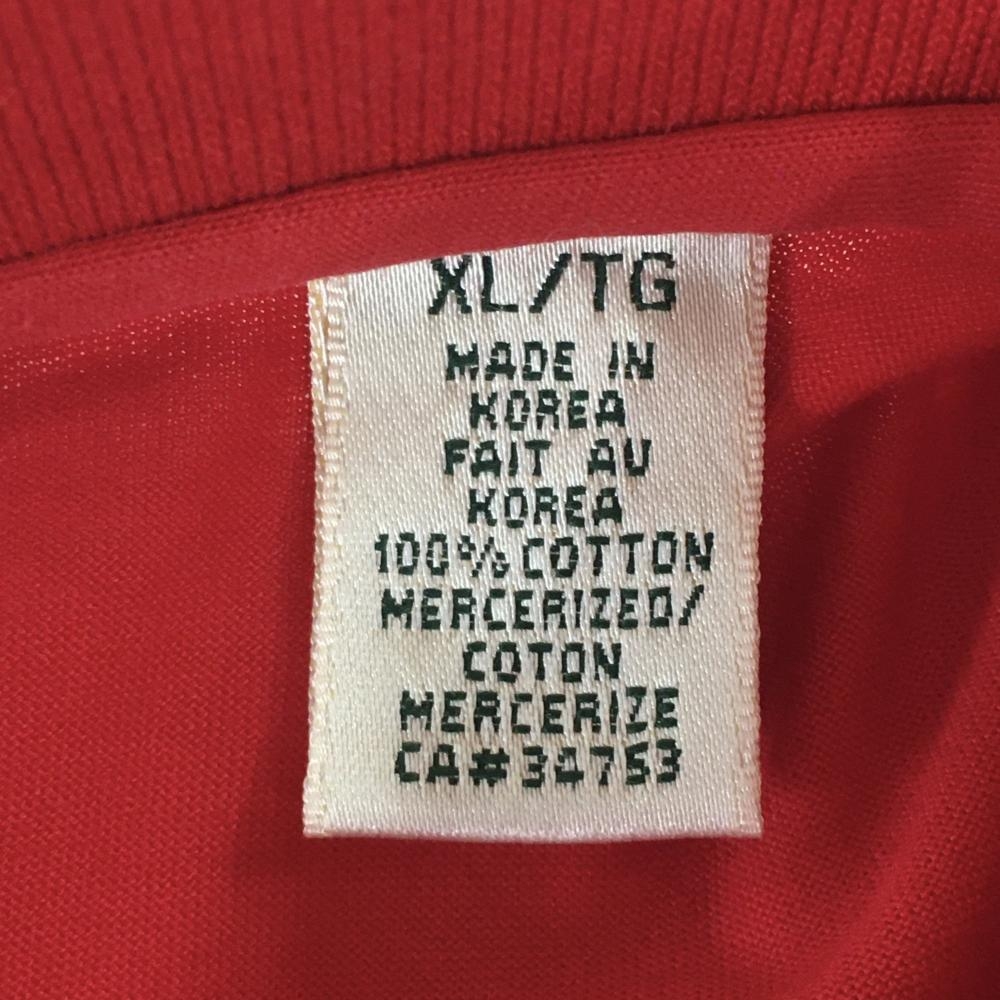 XL/TG
MADE IN
KOREA
FAIT AU
KOREA
100% COTTON
MERCERIZED/
COTON
MERCERIZE
CA#34753